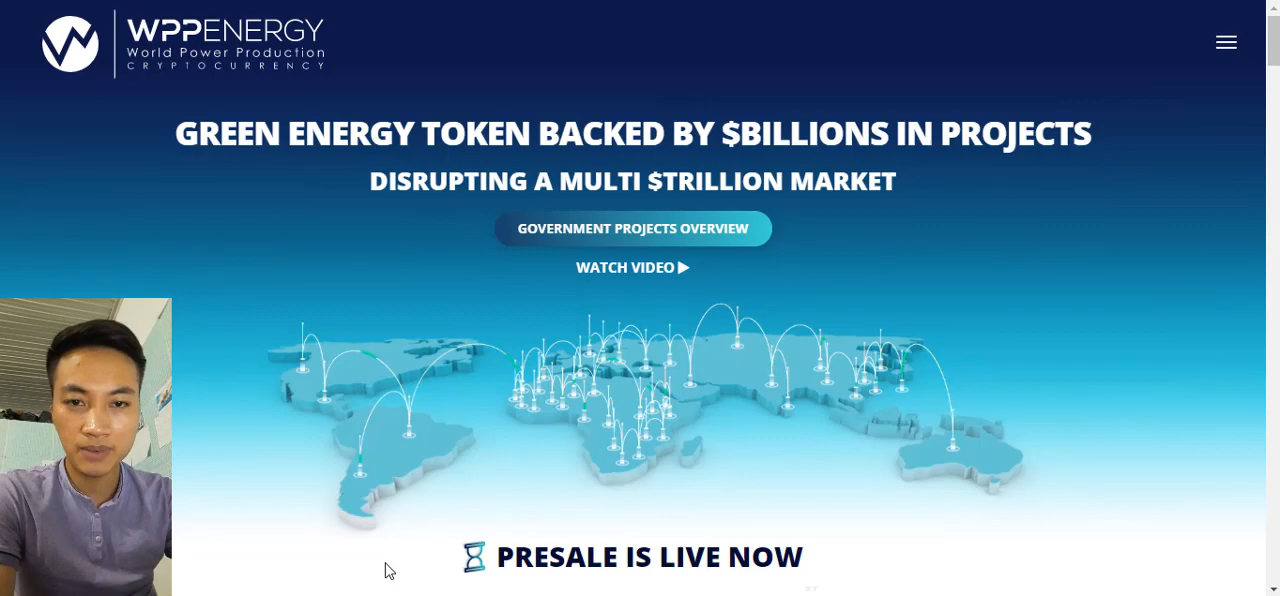 WPPENERGY
World Power Production
CRYPTOCURRENCY
GREEN ENERGY TOKEN BACKED BY $BILLIONS IN PROJECTS
DISRUPTING A MULTI $TRILLION MARKET
GOVERNMENT PROJECTS OVERVIEW
WATCH VIDEO
PRESALE IS LIVE NOW